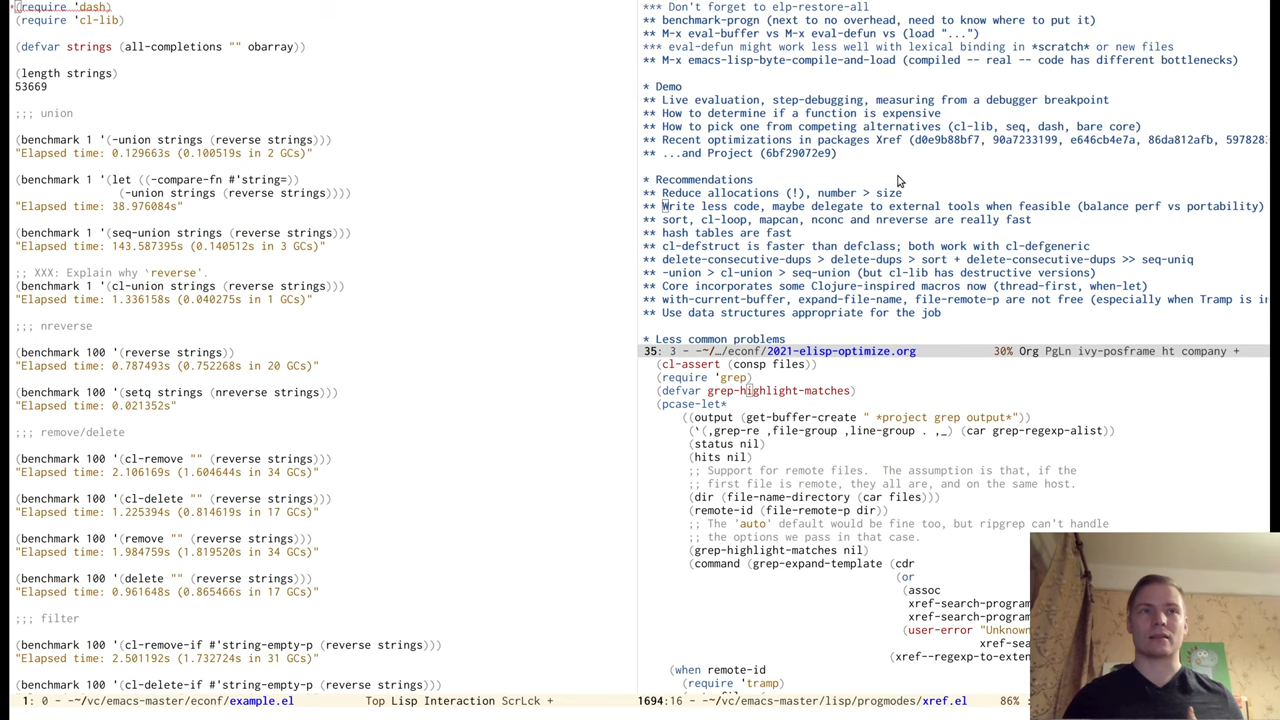 (require 'dash)
(require 'cl-lib)
(defvar strings (all-completions "" obarray))
(length strings)
53669
;;; union
(benchmark 1 '(-union strings (reverse strings)))
"Elapsed time: 0.129663s (0.100519s in 2 GCs)"
(benchmark 1 '(let ((-compare-fn #'string=))
(-union strings (reverse strings))))
"Elapsed time: 38.976084s"
(benchmark 1 '(seq-union strings (reverse strings)))
"Elapsed time: 143.587395s (0.140512s in 3 GCs)"
;; XXX: Explain why `reverse'.
(benchmark 1 '(cl-union strings (reverse strings)))
"Elapsed time: 1.336158s (0.040275s in 1 GCs)"
;;; nreverse
(benchmark 100 '(reverse strings))
"Elapsed time: 0.787493s (0.752268s in 20 GCs)"
(benchmark 100 '(setq strings (nreverse strings)))
"Elapsed time: 0.021352s"
;;; remove/delete
(benchmark 100 '(cl-remove "" (reverse strings)))
"Elapsed time: 2.106169s (1.604644s in 34 GCs)"
(benchmark 100 '(cl-delete "" (reverse strings)))
"Elapsed time: 1.225394s (0.814619s in 17 GCs)"
(benchmark 100 '(remove "" (reverse strings)))
"Elapsed time: 1.984759s (1.819520s in 34 GCs)"
(benchmark 100 '(delete "" (reverse strings)))
"Elapsed time: 0.961648s (0.865466s in 17 GCs)"
;;; filter
(benchmark 100 '(cl-remove-if #'string-empty-p (reverse strings)))
"Elapsed time: 2.501192s (1.732724s in 31 GCs)"
(benchmark 100 '(cl-delete-if #'string-empty-p (reverse strings)))
1: 0 - ~/vc/emacs-master/econf/example.el Top Lisp Interaction ScrLck +
*** Don't forget to elp-restore-all
** benchmark-progn (next to no overhead, need to know where to put it)
** M-x eval-buffer vs M-x eval-defun vs (load "...")
*** eval-defun might work less well with lexical binding in *scratch* or new files
** M-x emacs-lisp-byte-compile-and-load (compiled -- real -- code has different bottlenecks)
* Demo
** Live evaluation, step-debugging, measuring from a debugger breakpoint
** How to determine if a function is expensive
** How to pick one from competing alternatives (cl-lib, seq, dash, bare core)
** Recent optimizations in packages Xref (d0e9b88bf7, 90a7233199, e646cb4e7a, 86da812afb, 597828
** ...and Project (6bf29072e9)
* Recommendations
** Reduce allocations (!), number > size
** Write less code, maybe delegate to external tools when feasible (balance perf vs portability)
** sort, cl-loop, mapcan, nconc and nreverse are really fast
** hash tables are fast
** cl-defstruct is faster than defclass; both work with cl-defgeneric
** delete-consecutive-dups > delete-dups > sort + delete-consecutive-dups >> seq-uniq
** -union > cl-union > seq-union (but cl-lib has destructive versions)
** Core incorporates some Clojure-inspired macros now (thread-first, when-let)
** with-current-buffer, expand-file-name, file-remote-p are not free (especially when Tramp is i
** Use data structures appropriate for the job
* Less common problems
35: 3 - ~/…/econf/2021-elisp-optimize.org 30% Org PgLn ivy-posframe ht company +
(cl-assert (consp files))
(require 'grep)
(defvar grep-highlight-matches)
(pcase-let*
((output (get-buffer-create " *project grep output*"))
(`(,grep-re ,file-group ,line-group . ,_) (car grep-regexp-alist))
(status nil)
(hits nil)
;; Support for remote files.  The assumption is that, if the
;; first file is remote, they all are, and on the same host.
(dir (file-name-directory (car files)))
(remote-id (file-remote-p dir))
;; The 'auto' default would be fine too, but ripgrep can't handle
;; the options we pass in that case.
(grep-highlight-matches nil)
(command (grep-expand-template (cdr
(or
(assoc
xref-search-program
xref-search-program
(user-error "Unknown
xref-sea
(xref--regexp-to-exten
(when remote-id
(require 'tramp)
1694:16 - ~/vc/emacs-master/lisp/progmodes/xref.el 86%